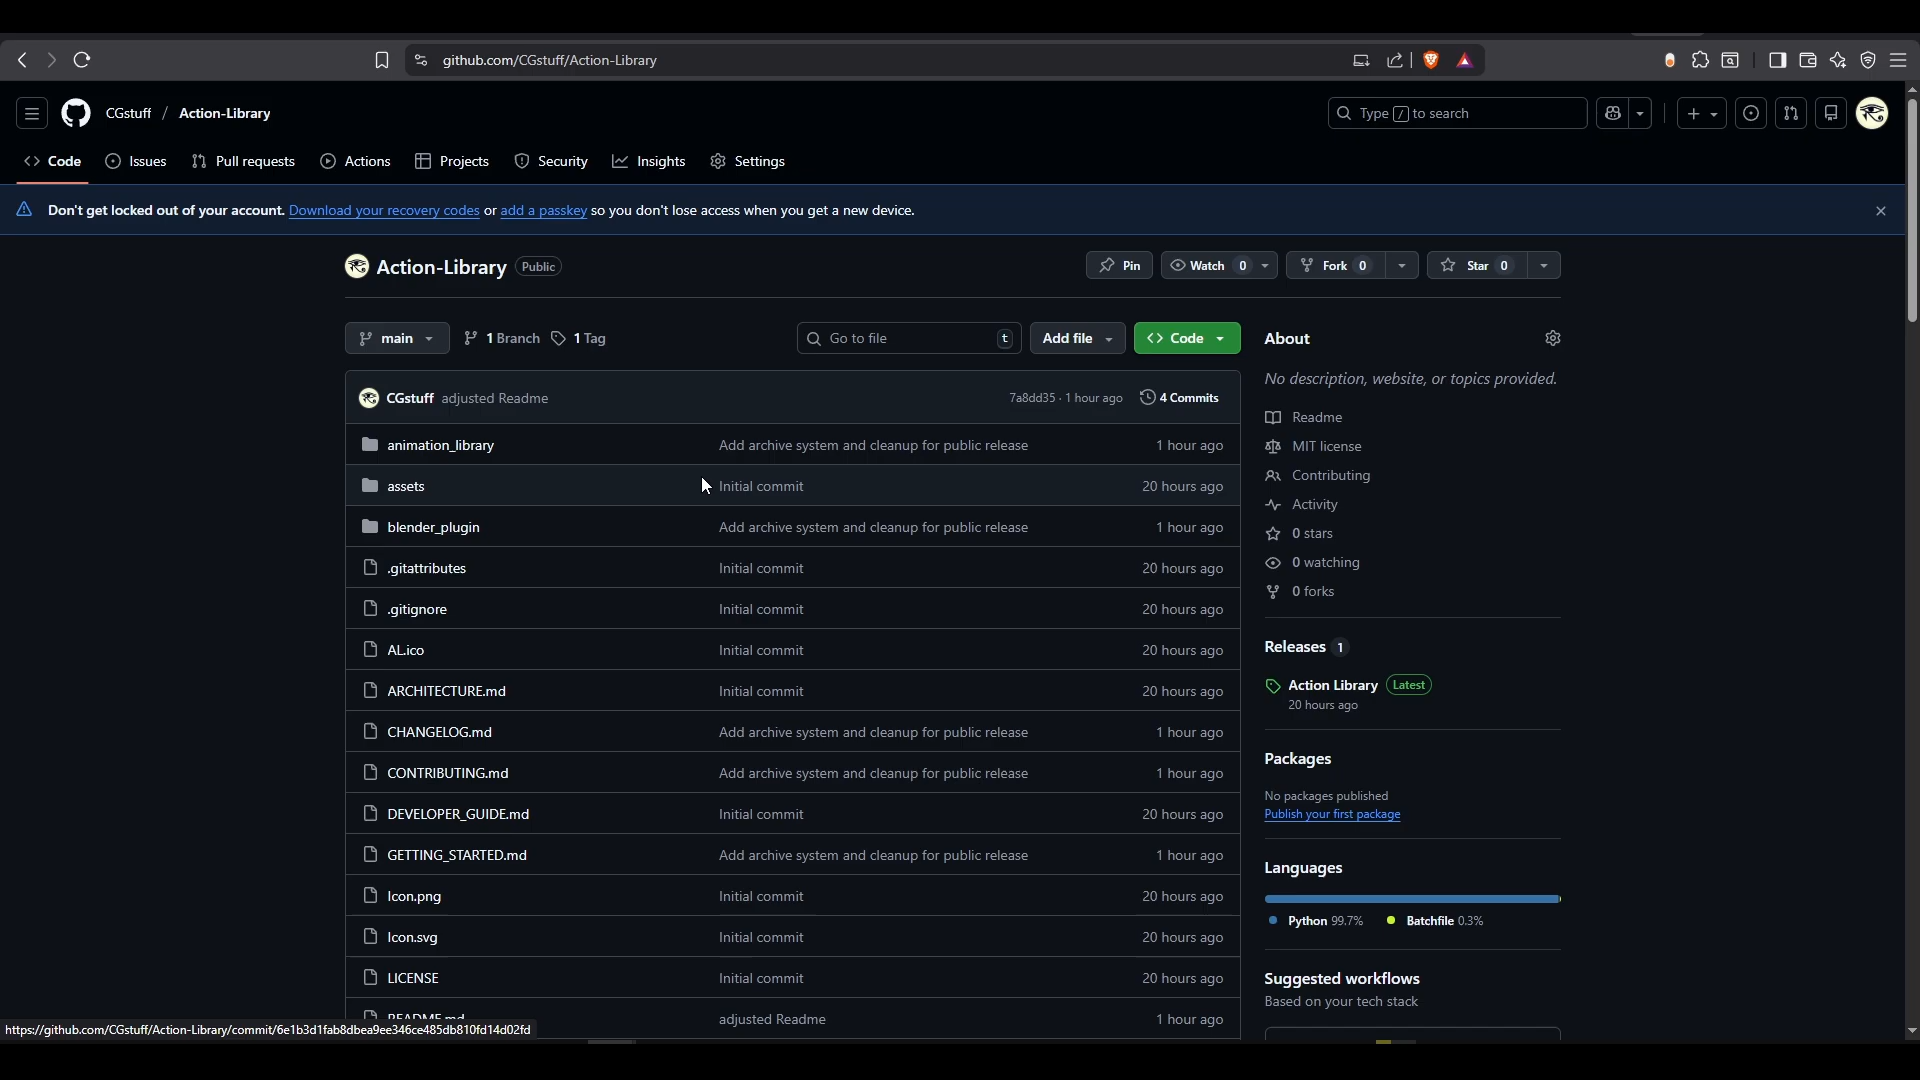 github.com/CGstuff/Action-Library
CGstuff / Action-Library
Type / to search
Code Issues Pull requests Actions Projects Security Insights Settings
Don't get locked out of your account. Download your recovery codes or add a passkey so you don't lose access when you get a new device.
Action-Library Public
Pin Watch 0 Fork 0 Star 0
main 1 Branch 1 Tag Go to file t Add file Code
CGstuff adjusted Readme 7a8dd35 · 1 hour ago 4 Commits
animation_library Add archive system and cleanup for public release 1 hour ago
assets Initial commit 20 hours ago
blender_plugin Add archive system and cleanup for public release 1 hour ago
.gitattributes Initial commit 20 hours ago
.gitignore Initial commit 20 hours ago
AL.ico Initial commit 20 hours ago
ARCHITECTURE.md Initial commit 20 hours ago
CHANGELOG.md Add archive system and cleanup for public release 1 hour ago
CONTRIBUTING.md Add archive system and cleanup for public release 1 hour ago
DEVELOPER_GUIDE.md Initial commit 20 hours ago
GETTING_STARTED.md Add archive system and cleanup for public release 1 hour ago
Icon.png Initial commit 20 hours ago
Icon.svg Initial commit 20 hours ago
LICENSE Initial commit 20 hours ago
README.md adjusted Readme 1 hour ago
https://github.com/CGstuff/Action-Library/commit/6e1b3d1fab8dbea9ee346ce485db810fd14d02fd
About
No description, website, or topics provided.
Readme
MIT license
Contributing
Activity
0 stars
0 watching
0 forks
Releases 1
Action Library Latest
20 hours ago
Packages
No packages published
Publish your first package
Languages
Python 99.7% Batchfile 0.3%
Suggested workflows
Based on your tech stack